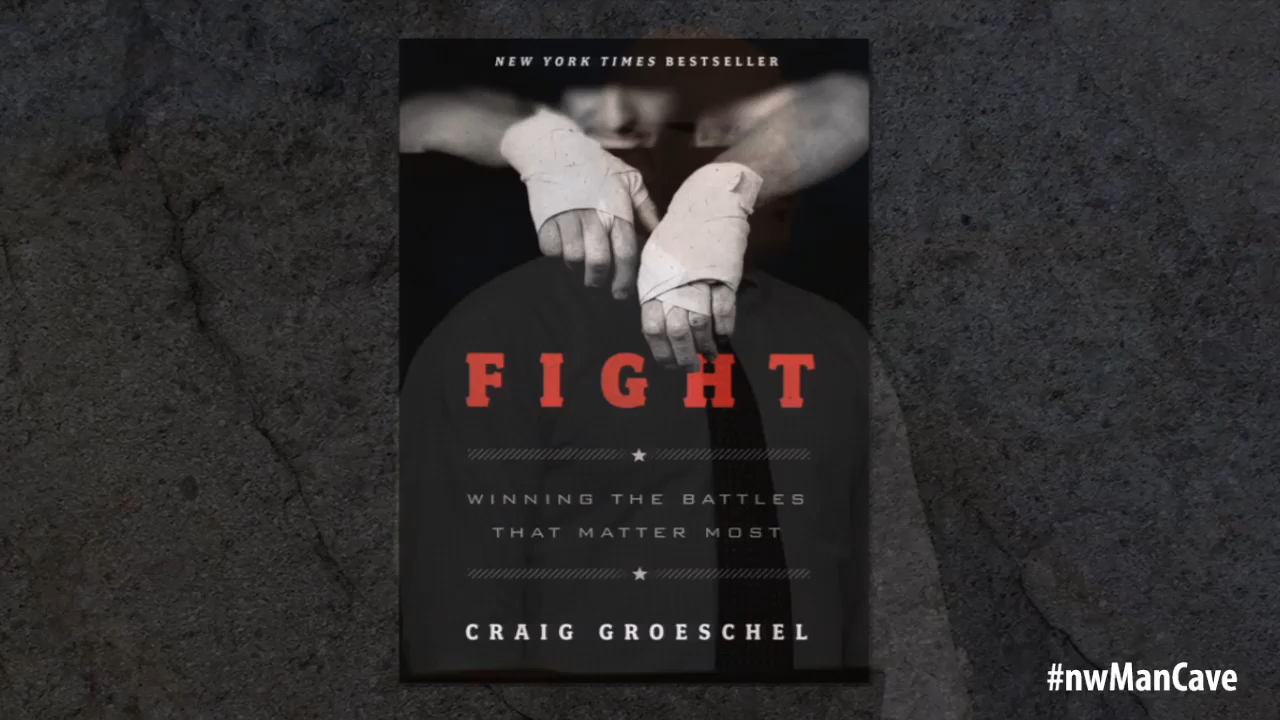 NEW YORK TIMES BESTSELLER
FIGHT
WINNING THE BATTLES
THAT MATTER MOST
CRAIG GROESCHEL
#nwManCave